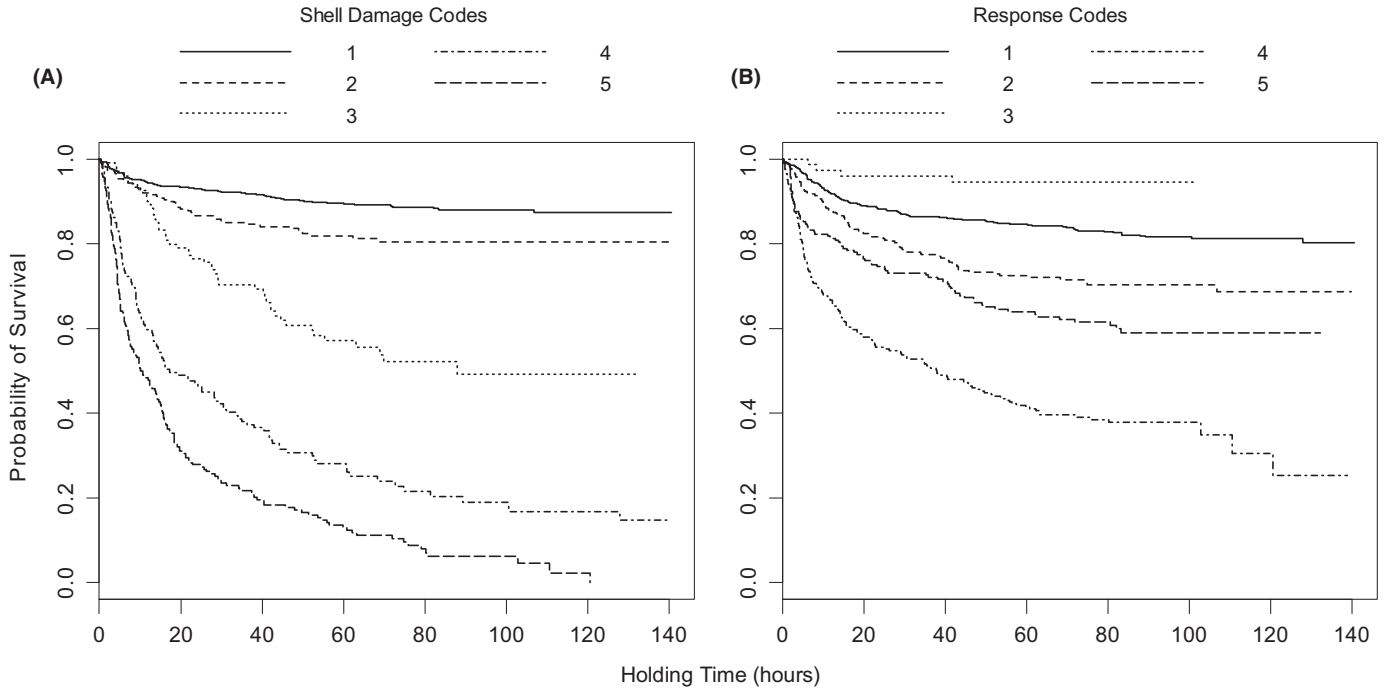 Shell Damage Codes
1
2
3
4
5
(A)
Response Codes
1
2
3
4
5
(B)
Probability of Survival
1.0
0.8
0.6
0.4
0.2
0.0
0 20 40 60 80 100 120 140
1.0
0.8
0.6
0.4
0.2
0.0
0 20 40 60 80 100 120 140
Holding Time (hours)